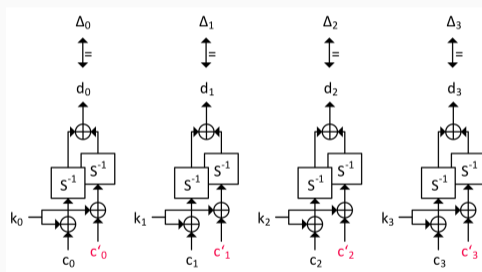 Δ₀ Δ₁ Δ₂ Δ₃
= = = =
d₀ d₁ d₂ d₃
S⁻¹ S⁻¹ S⁻¹ S⁻¹
S⁻¹ S⁻¹ S⁻¹ S⁻¹
k₀ k₁ k₂ k₃
c₀ c'₀ c₁ c'₁ c₂ c'₂ c₃ c'₃